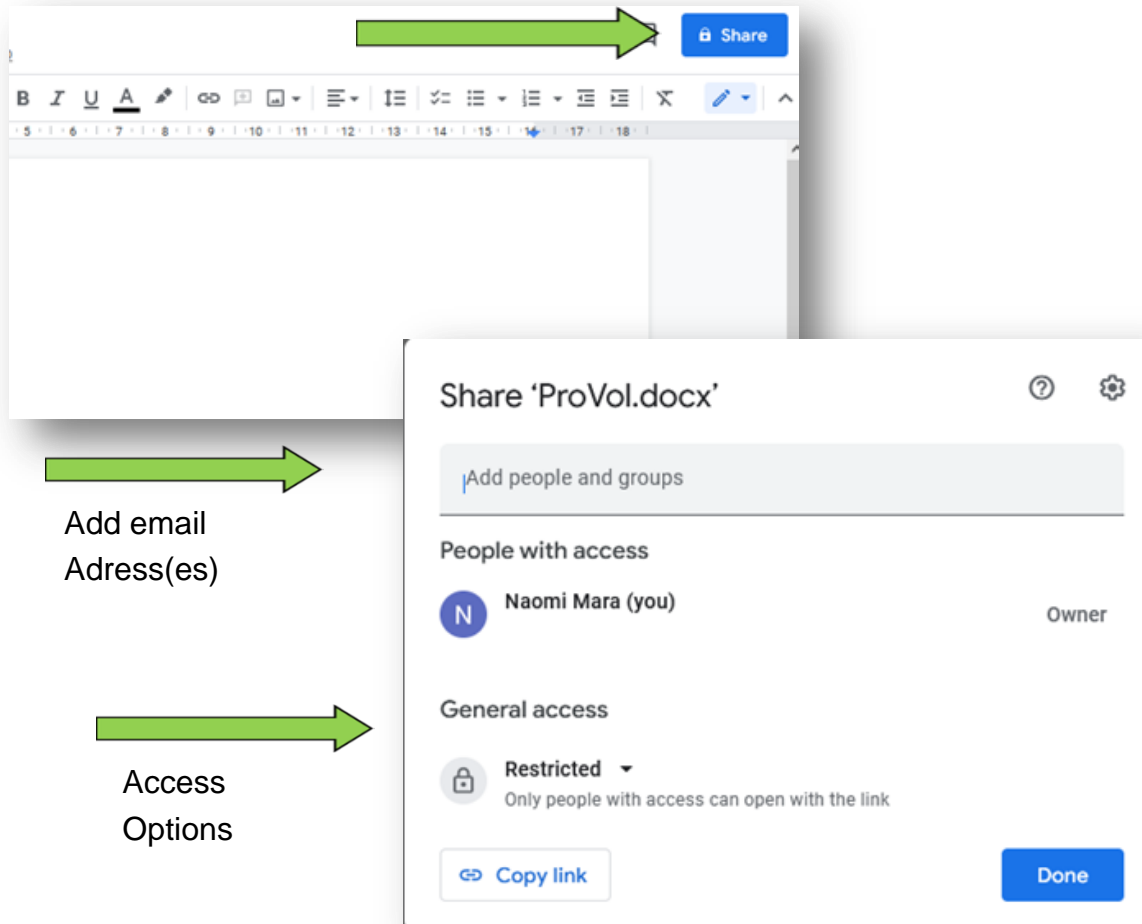 Share
B I U A
5 6 7 8 9 10 11 12 13 14 15 16 17 18
Share ‘ProVol.docx’
Add people and groups
Add email
Adress(es)
People with access
N
Naomi Mara (you)
Owner
General access
Access
Options
Restricted
Only people with access can open with the link
Copy link
Done